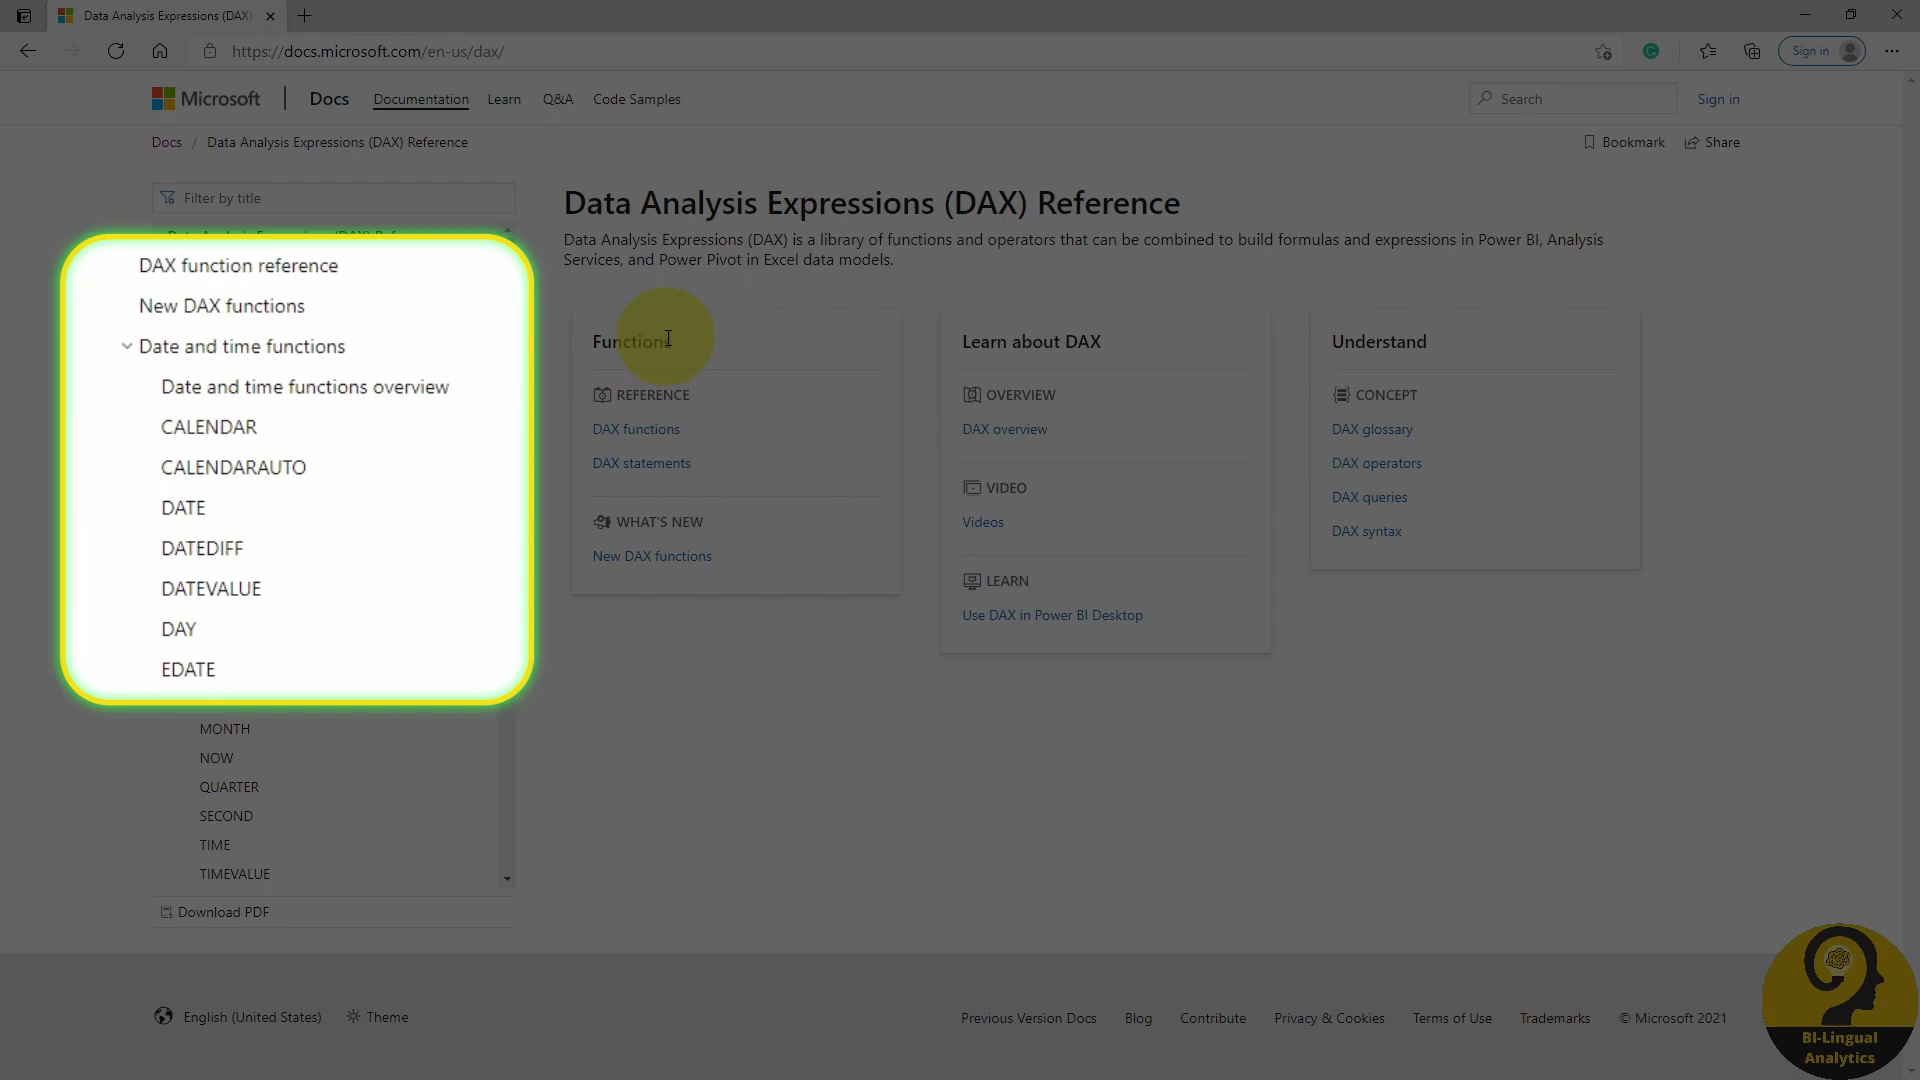 Data Analysis Expressions (DAX)
https://docs.microsoft.com/en-us/dax/
Sign in
Microsoft
Docs
Documentation
Learn
Q&A
Code Samples
Search
Sign in
Docs / Data Analysis Expressions (DAX) Reference
Bookmark
Share
Filter by title
Data Analysis Expressions (DAX) Reference
Data Analysis Expressions (DAX) is a library of functions and operators that can be combined to build formulas and expressions in Power BI, Analysis
Services, and Power Pivot in Excel data models.
DAX function reference
New DAX functions
Date and time functions
Date and time functions overview
CALENDAR
CALENDARAUTO
DATE
DATEDIFF
DATEVALUE
DAY
EDATE
MONTH
NOW
QUARTER
SECOND
TIME
TIMEVALUE
Download PDF
Functions
REFERENCE
DAX functions
DAX statements
WHAT'S NEW
New DAX functions
Learn about DAX
OVERVIEW
DAX overview
VIDEO
Videos
LEARN
Use DAX in Power BI Desktop
Understand
CONCEPT
DAX glossary
DAX operators
DAX queries
DAX syntax
English (United States)
Theme
Previous Version Docs
Blog
Contribute
Privacy & Cookies
Terms of Use
Trademarks
© Microsoft 2021
BI-Lingual
Analytics